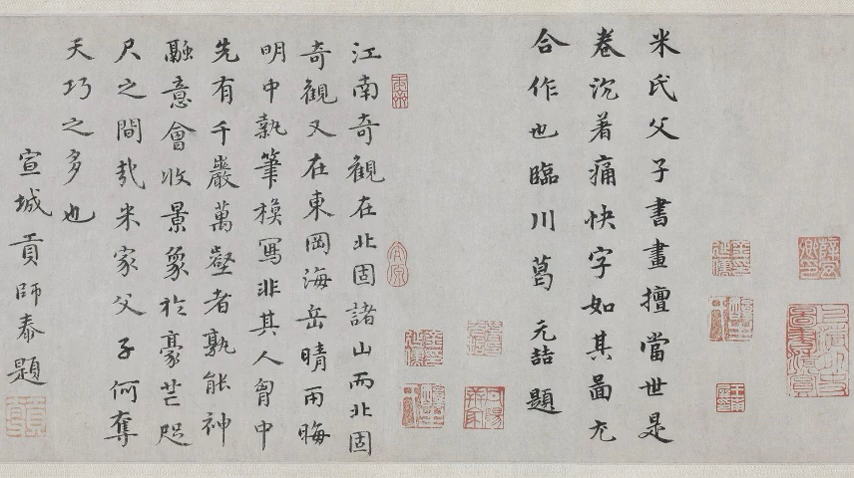 米氏父子書畫擅當世是
卷沉著痛快字如其畵尤
合作也臨川葛元喆題
江南奇觀在北固諸山而北固
奇觀又在東岡海岳晴雨晦
明中執筆模寫非其人胷中
先有千巖萬壑者孰能神
融意會收景象於豪芒咫
尺之間哉米家父子何奪
天巧之多也
宣城貢師泰題